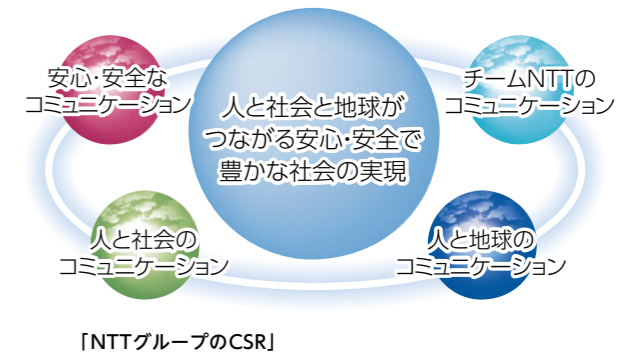 安心・安全な
コミュニケーション
チームNTTの
コミュニケーション
人と社会と地球が
つながる安心・安全で
豊かな社会の実現
人と社会の
コミュニケーション
人と地球の
コミュニケーション
「NTTグループのCSR」